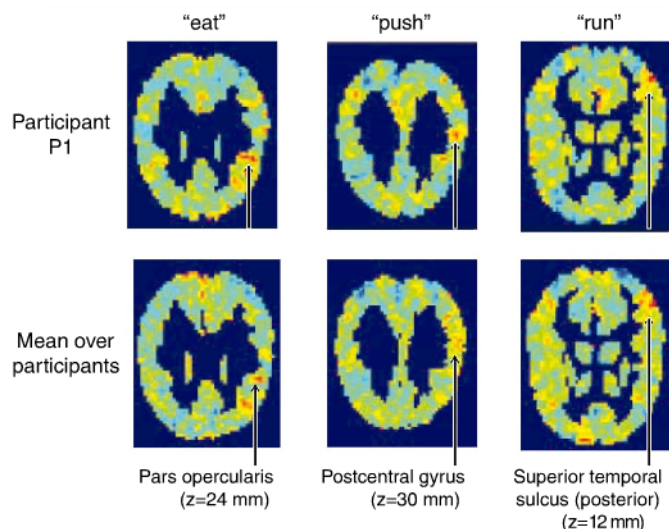 “eat” “push” “run”
Participant
P1
Mean over
participants
Pars opercularis
(z=24 mm)
Postcentral gyrus
(z=30 mm)
Superior temporal
sulcus (posterior)
(z=12 mm)